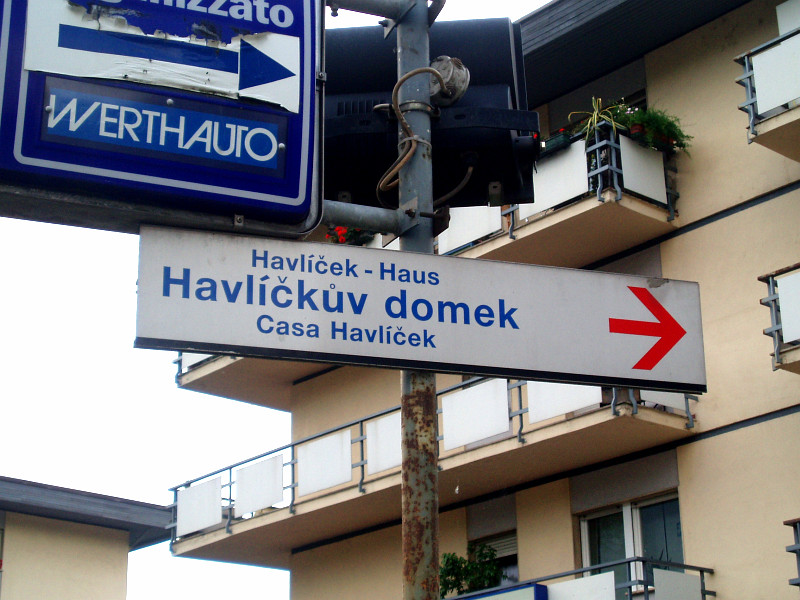 WERTHAUTO
Havlíček - Haus
Havlíčkův domek
Casa Havlíček